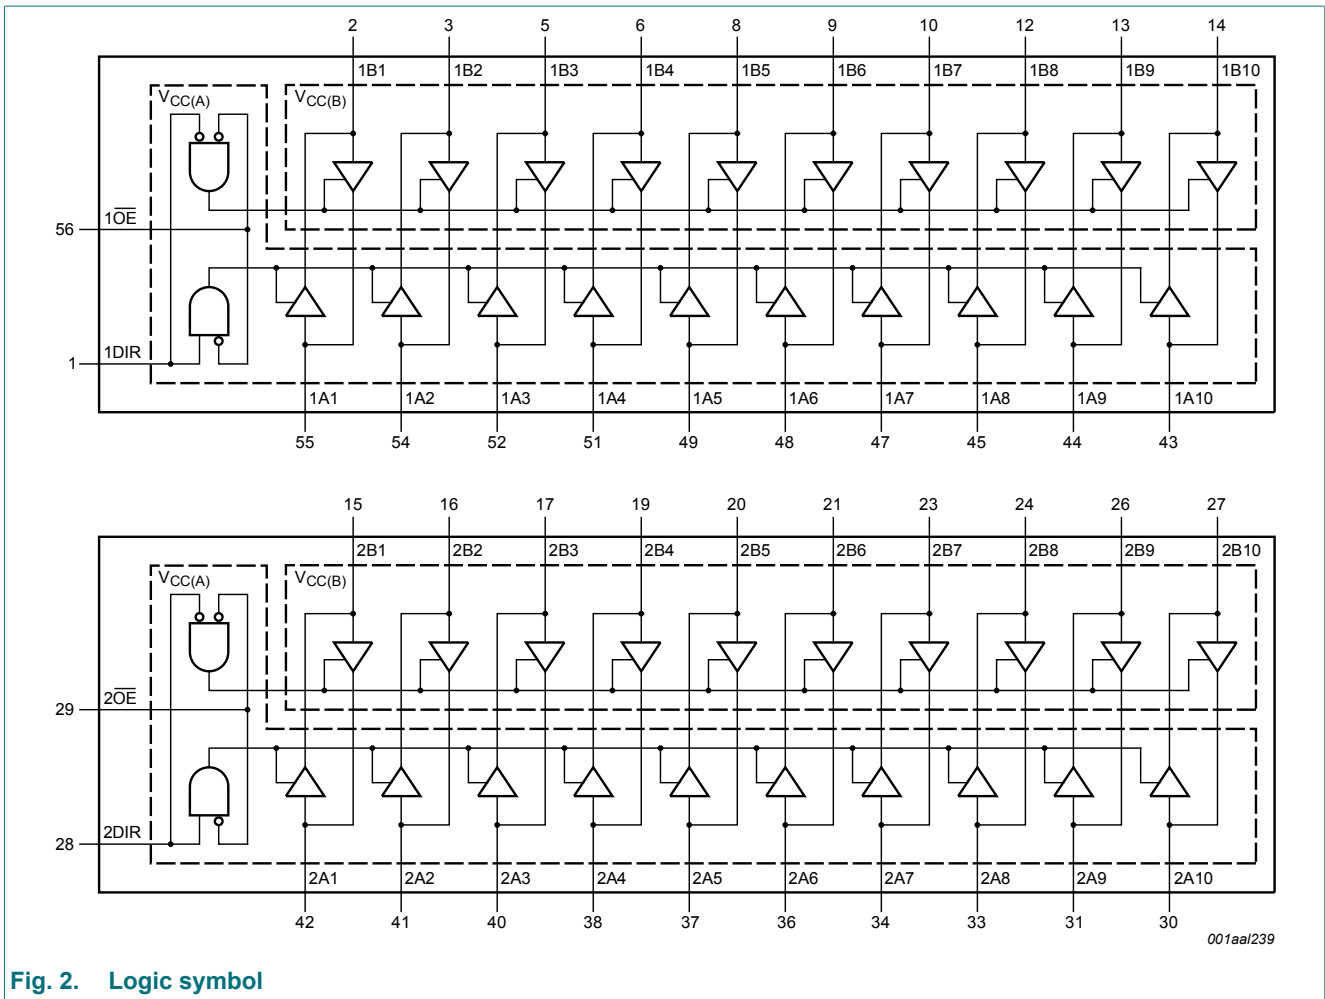 2 3 5 6 8 9 10 12 13 14
1B1 1B2 1B3 1B4 1B5 1B6 1B7 1B8 1B9 1B10
VCC(A) VCC(B)
56 1O̅E̅
1 1DIR
1A1 1A2 1A3 1A4 1A5 1A6 1A7 1A8 1A9 1A10
55 54 52 51 49 48 47 45 44 43
15 16 17 19 20 21 23 24 26 27
2B1 2B2 2B3 2B4 2B5 2B6 2B7 2B8 2B9 2B10
VCC(A) VCC(B)
29 2O̅E̅
28 2DIR
2A1 2A2 2A3 2A4 2A5 2A6 2A7 2A8 2A9 2A10
42 41 40 38 37 36 34 33 31 30
001aal239
Fig. 2. Logic symbol